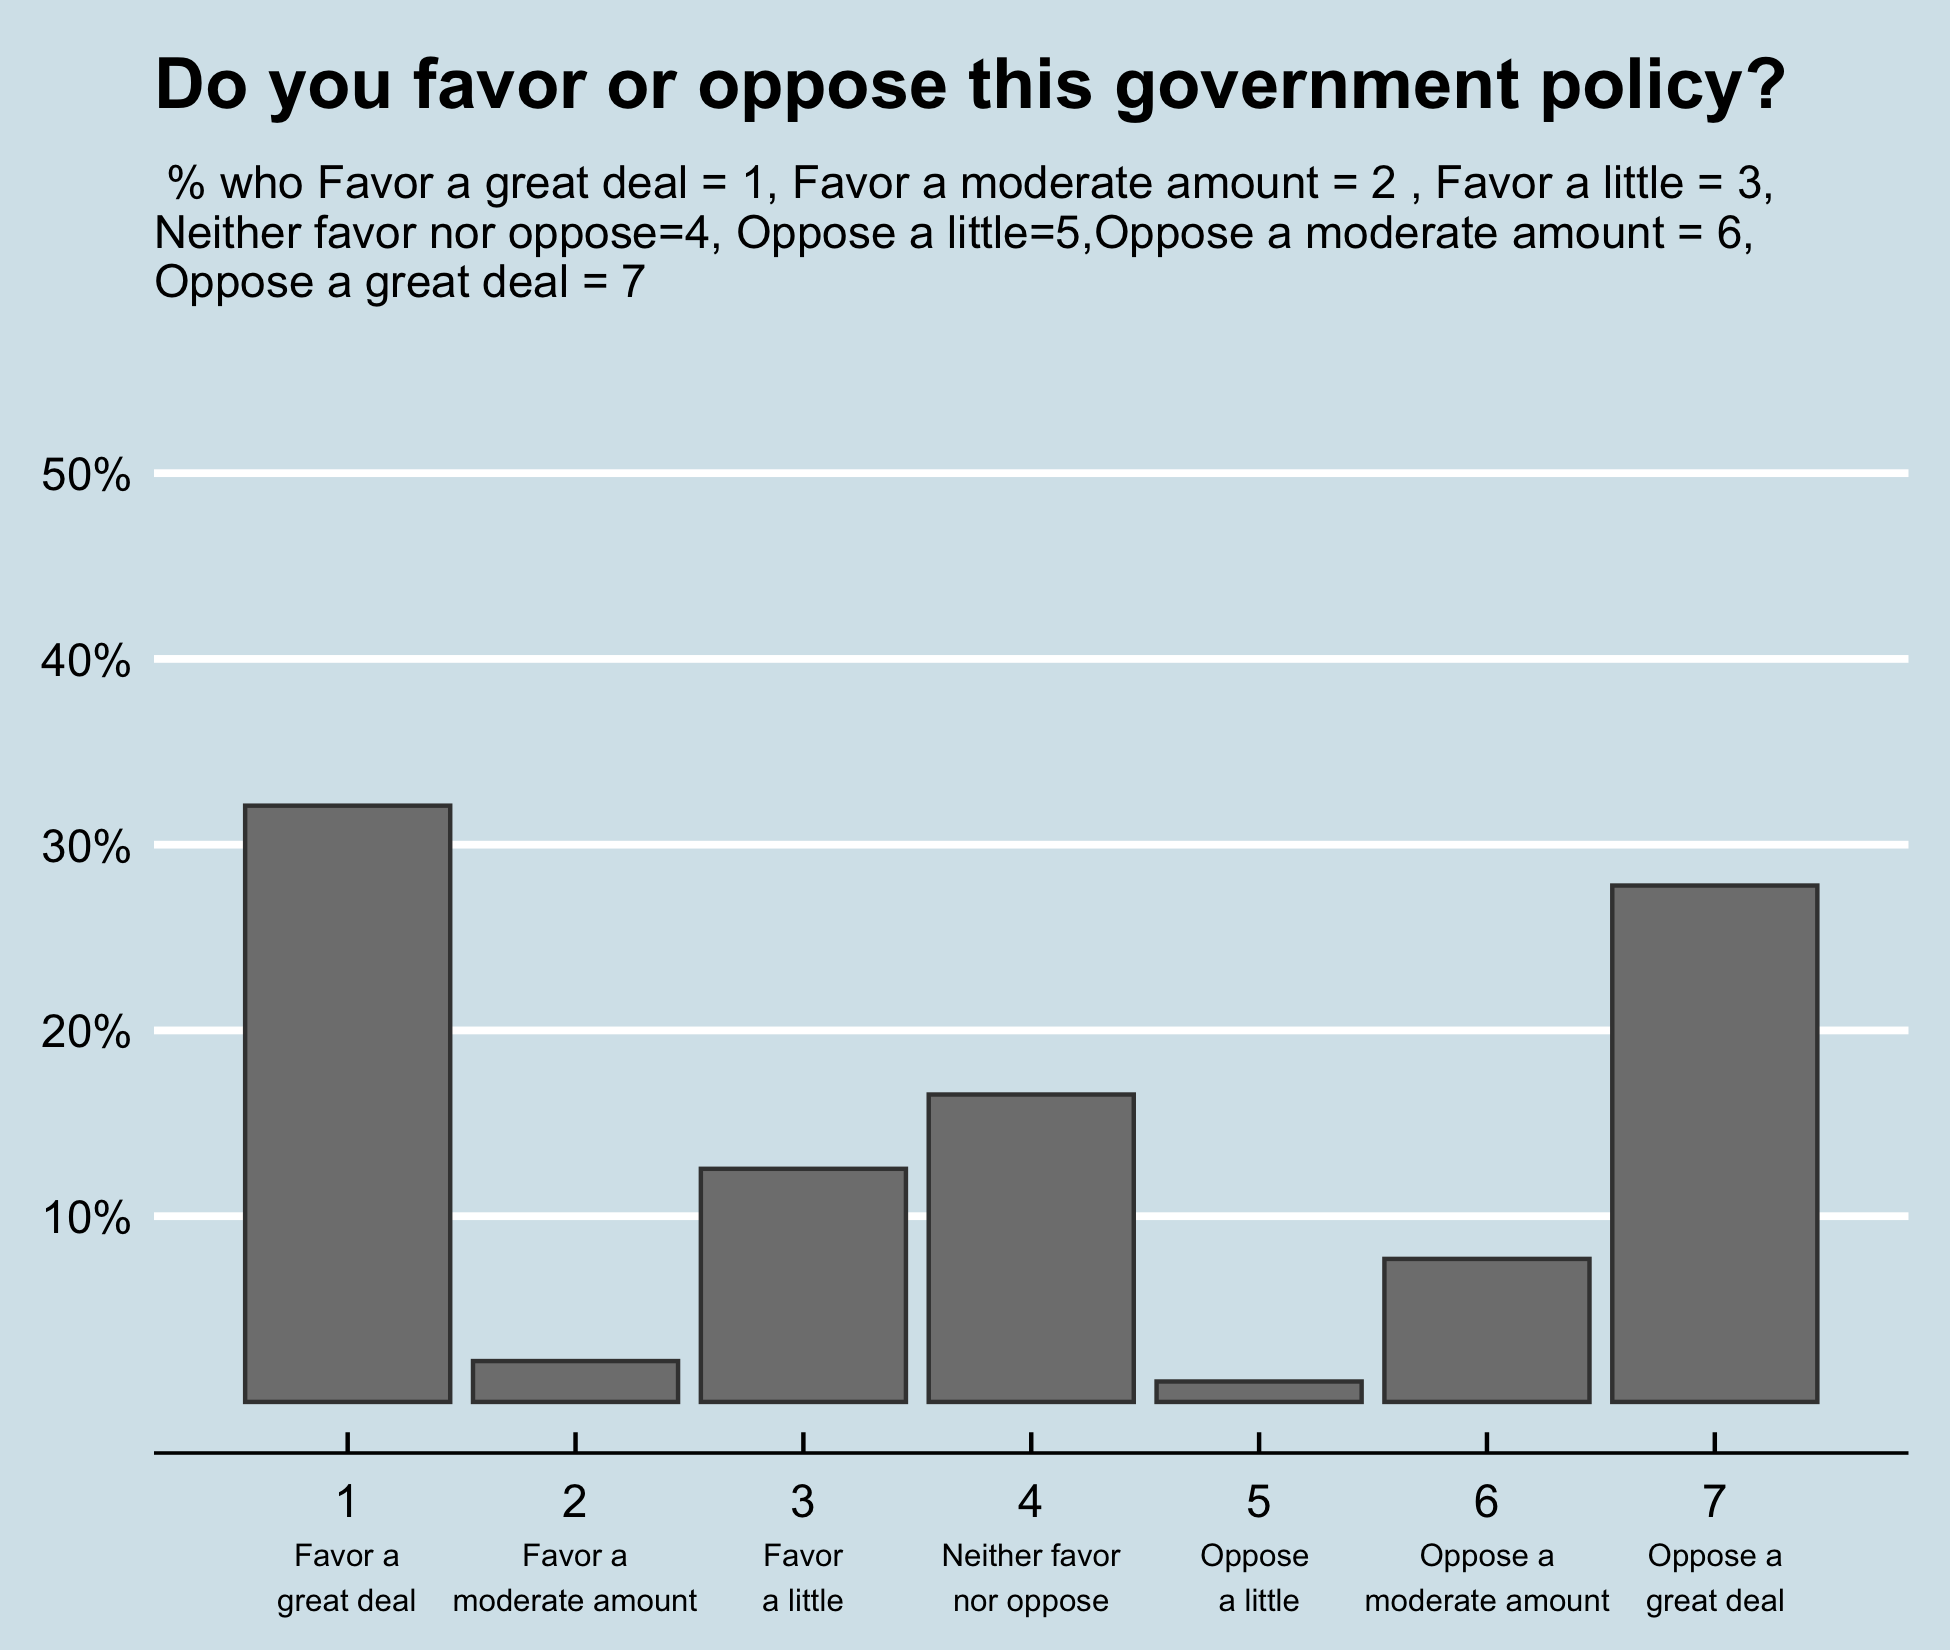 Do you favor or oppose this government policy?
% who Favor a great deal = 1, Favor a moderate amount = 2 , Favor a little = 3,
Neither favor nor oppose=4, Oppose a little=5,Oppose a moderate amount = 6,
Oppose a great deal = 7
50%
40%
30%
20%
10%
1 2 3 4 5 6 7
Favor a Favor a Favor Neither favor Oppose Oppose a Oppose a
great deal moderate amount a little nor oppose a little moderate amount great deal